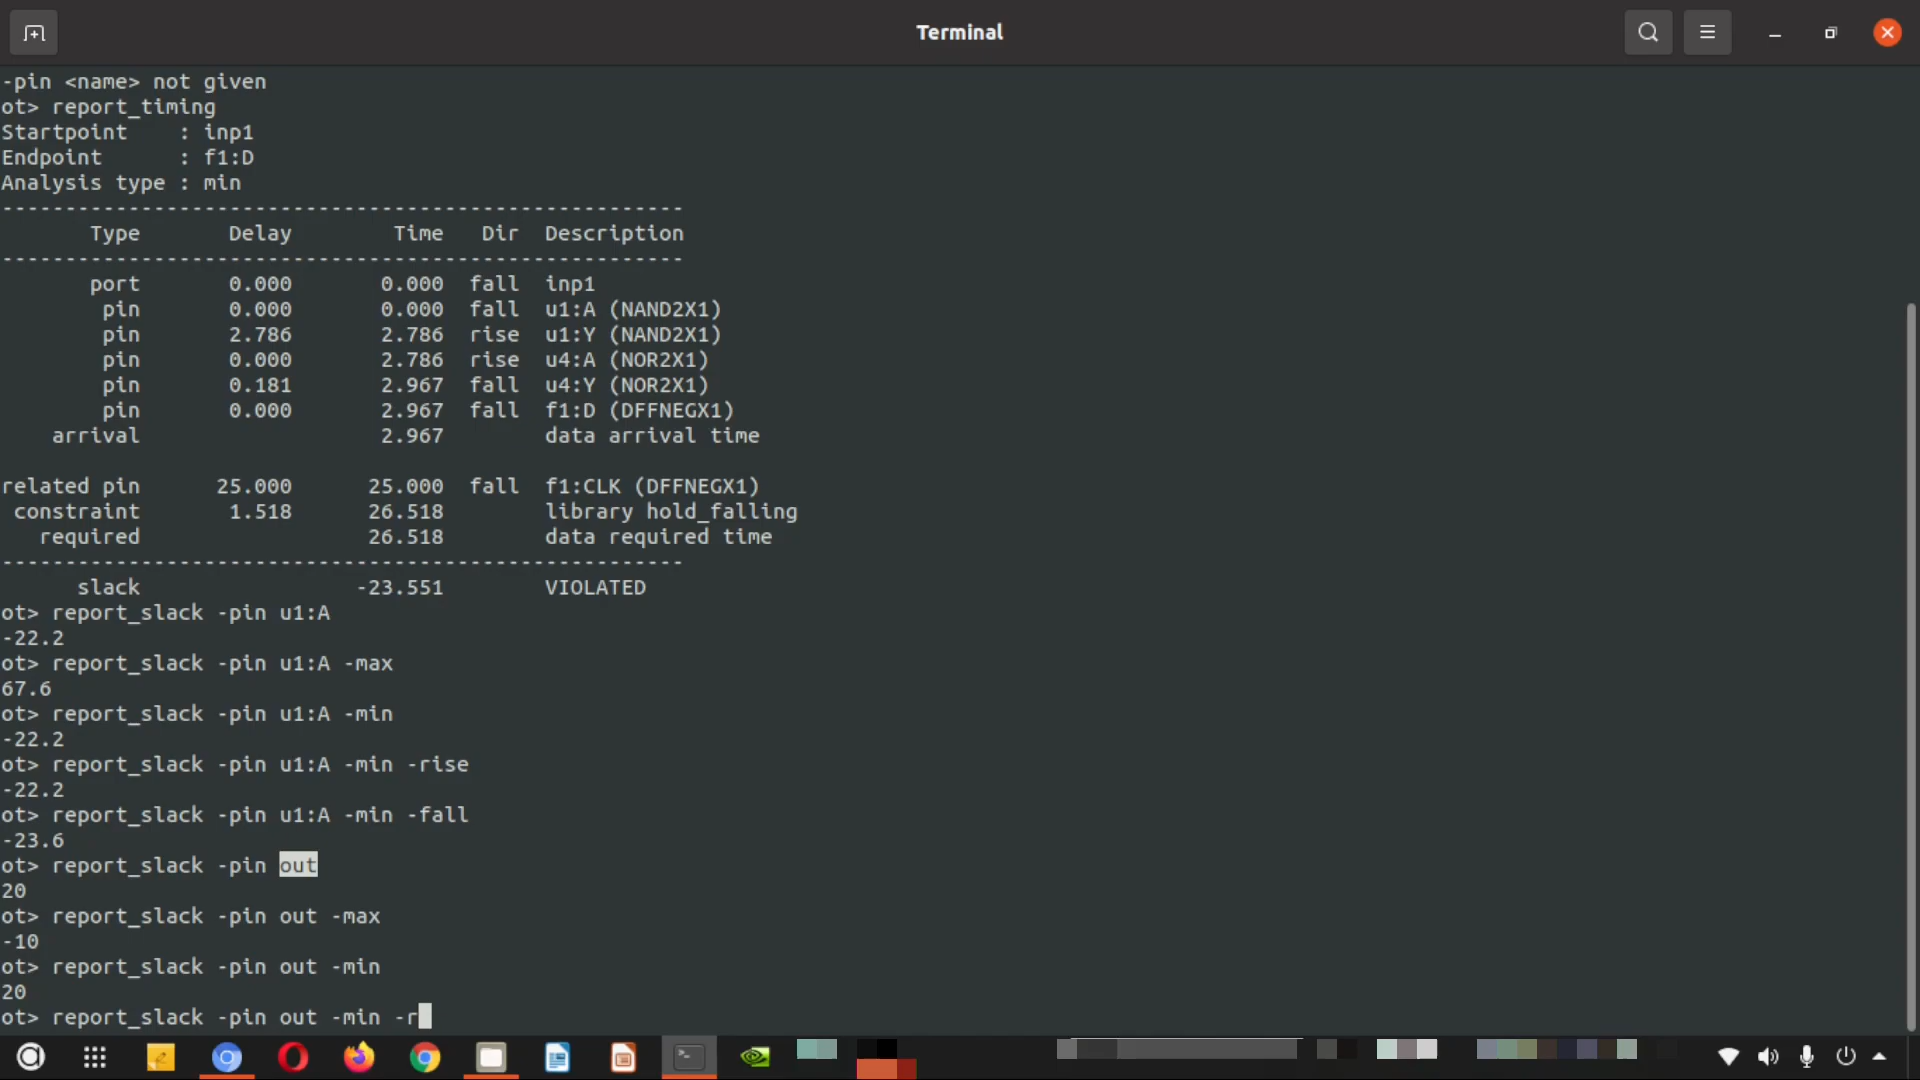 Terminal
-pin <name> not given
ot> report_timing
Startpoint    : inp1
Endpoint      : f1:D
Analysis type : min
------------------------------------------------------
       Type       Delay        Time   Dir  Description
------------------------------------------------------
       port       0.000       0.000  fall  inp1
        pin       0.000       0.000  fall  u1:A (NAND2X1)
        pin       2.786       2.786  rise  u1:Y (NAND2X1)
        pin       0.000       2.786  rise  u4:A (NOR2X1)
        pin       0.181       2.967  fall  u4:Y (NOR2X1)
        pin       0.000       2.967  fall  f1:D (DFFNEGX1)
    arrival                   2.967        data arrival time
related pin      25.000      25.000  fall  f1:CLK (DFFNEGX1)
 constraint       1.518      26.518        library hold_falling
   required                  26.518        data required time
------------------------------------------------------
      slack                 -23.551        VIOLATED
ot> report_slack -pin u1:A
-22.2
ot> report_slack -pin u1:A -max
67.6
ot> report_slack -pin u1:A -min
-22.2
ot> report_slack -pin u1:A -min -rise
-22.2
ot> report_slack -pin u1:A -min -fall
-23.6
ot> report_slack -pin out
20
ot> report_slack -pin out -max
-10
ot> report_slack -pin out -min
20
ot> report_slack -pin out -min -r